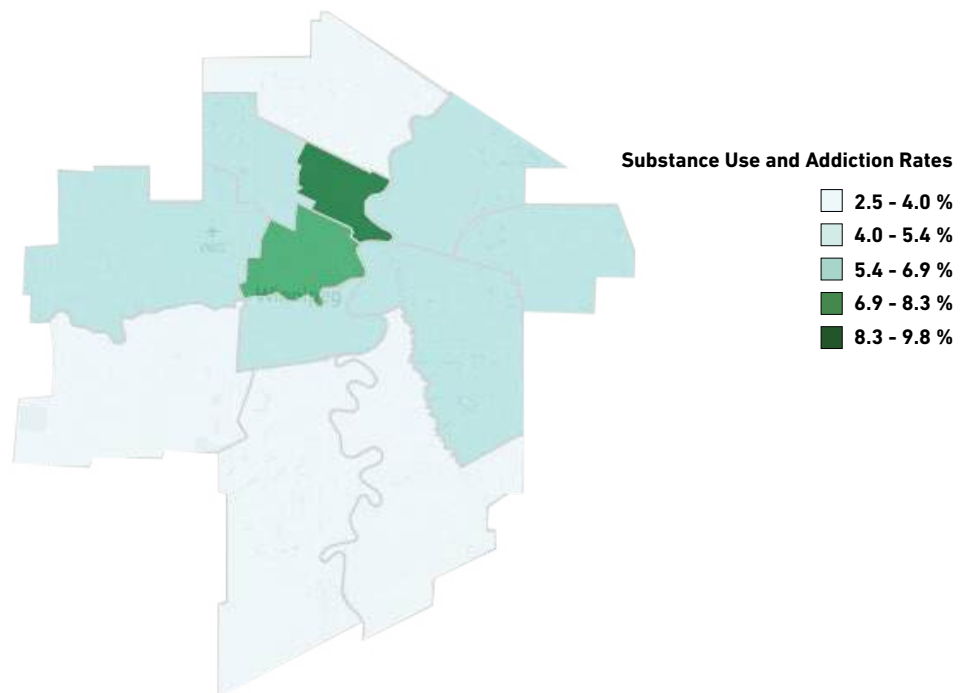 Substance Use and Addiction Rates
2.5 - 4.0 %
4.0 - 5.4 %
5.4 - 6.9 %
6.9 - 8.3 %
8.3 - 9.8 %
Winnipeg